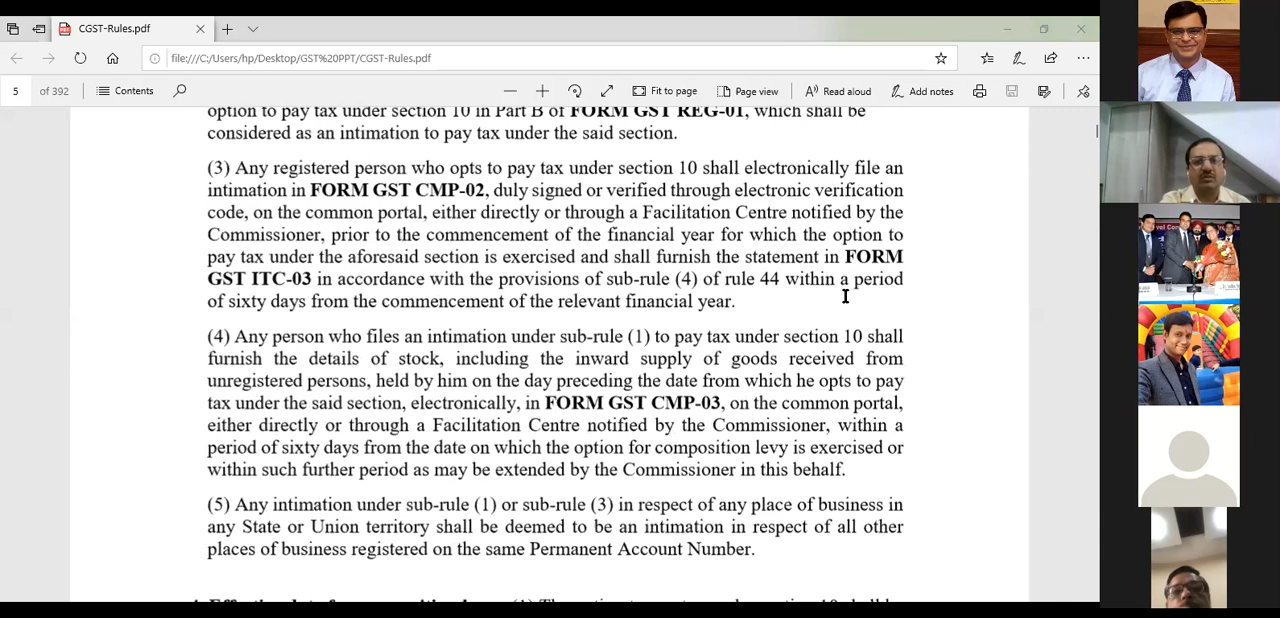 CGST-Rules.pdf
file:///C:/Users/hp/Desktop/GST%20PPT/CGST-Rules.pdf
5 of 392 Contents Fit to page Page view Read aloud Add notes
option to pay tax under section 10 in Part B of FORM GST REG-01, which shall be
considered as an intimation to pay tax under the said section.
(3) Any registered person who opts to pay tax under section 10 shall electronically file an
intimation in FORM GST CMP-02, duly signed or verified through electronic verification
code, on the common portal, either directly or through a Facilitation Centre notified by the
Commissioner, prior to the commencement of the financial year for which the option to
pay tax under the aforesaid section is exercised and shall furnish the statement in FORM
GST ITC-03 in accordance with the provisions of sub-rule (4) of rule 44 within a period
of sixty days from the commencement of the relevant financial year.
(4) Any person who files an intimation under sub-rule (1) to pay tax under section 10 shall
furnish the details of stock, including the inward supply of goods received from
unregistered persons, held by him on the day preceding the date from which he opts to pay
tax under the said section, electronically, in FORM GST CMP-03, on the common portal,
either directly or through a Facilitation Centre notified by the Commissioner, within a
period of sixty days from the date on which the option for composition levy is exercised or
within such further period as may be extended by the Commissioner in this behalf.
(5) Any intimation under sub-rule (1) or sub-rule (3) in respect of any place of business in
any State or Union territory shall be deemed to be an intimation in respect of all other
places of business registered on the same Permanent Account Number.